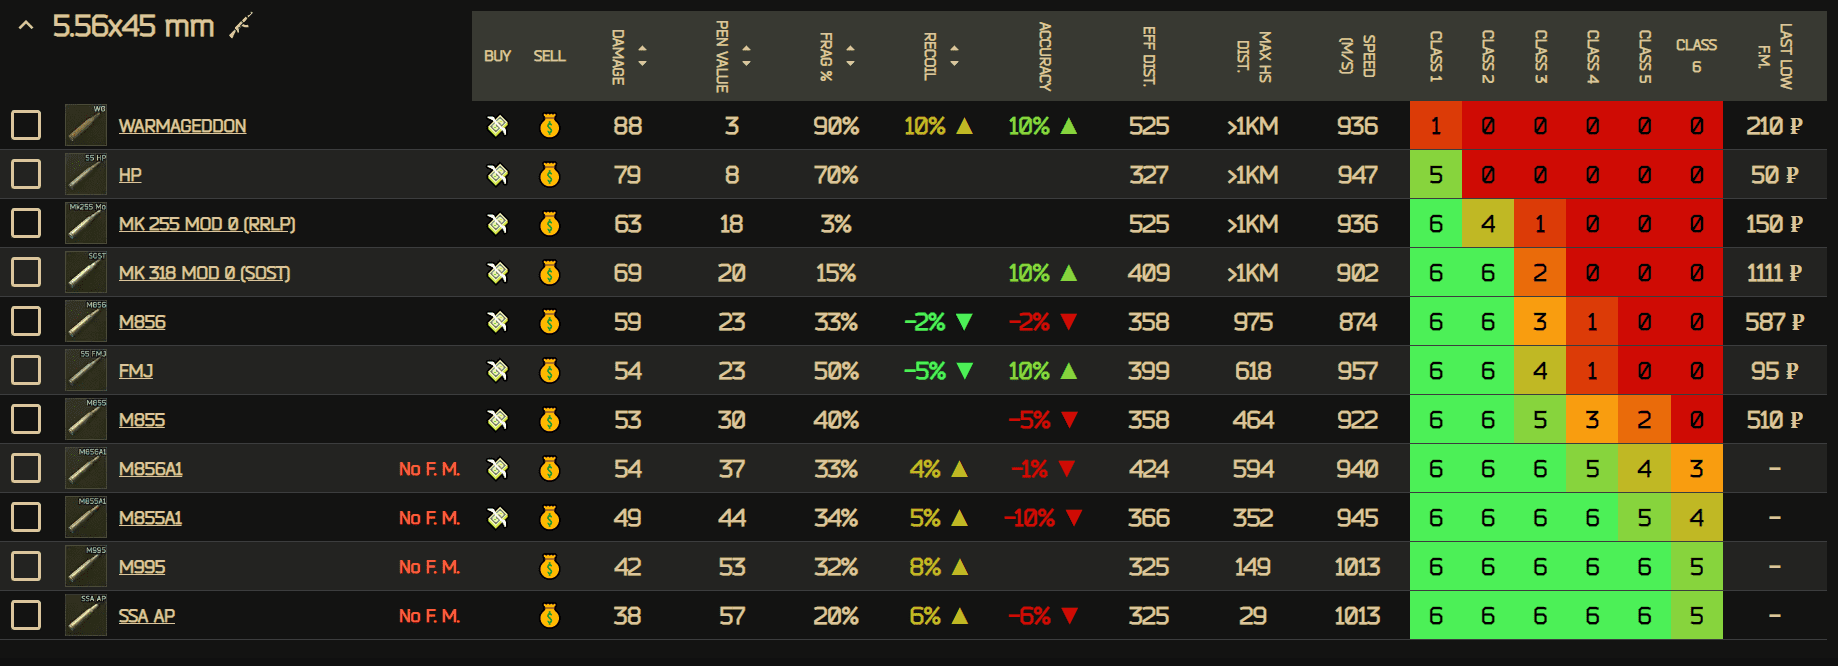 5.56x45 mm
BUY SELL DAMAGE PEN VALUE FRAG % RECOIL ACCURACY EFF DIST. MAX HS DIST. SPEED (M/S) CLASS 1 CLASS 2 CLASS 3 CLASS 4 CLASS 5 CLASS 6 LAST LOW F.M.
WG WARMAGEDDON 88 3 90% 10% ▲ 10% ▲ 525 >1KM 936 1 0 0 0 0 0 210 ₽
55 HP HP 79 8 70% 327 >1KM 947 5 0 0 0 0 0 50 ₽
Mk255 Mo MK 255 MOD 0 (RRLP) 63 18 3% 525 >1KM 936 6 4 1 0 0 0 150 ₽
SOST MK 318 MOD 0 (SOST) 69 20 15% 10% ▲ 409 >1KM 902 6 6 2 0 0 0 1111 ₽
M856 M856 59 23 33% -2% ▼ -2% ▼ 358 975 874 6 6 3 1 0 0 587 ₽
55 FMJ FMJ 54 23 50% -5% ▼ 10% ▲ 399 618 957 6 6 4 1 0 0 95 ₽
M855 M855 53 30 40% -5% ▼ 358 464 922 6 6 5 3 2 0 510 ₽
M856A1 M856A1 No F. M. 54 37 33% 4% ▲ -1% ▼ 424 594 940 6 6 6 5 4 3 -
M855A1 M855A1 No F. M. 49 44 34% 5% ▲ -10% ▼ 366 352 945 6 6 6 6 5 4 -
M995 M995 No F. M. 42 53 32% 8% ▲ 325 149 1013 6 6 6 6 6 5 -
SSA AP SSA AP No F. M. 38 57 20% 6% ▲ -6% ▼ 325 29 1013 6 6 6 6 6 5 -